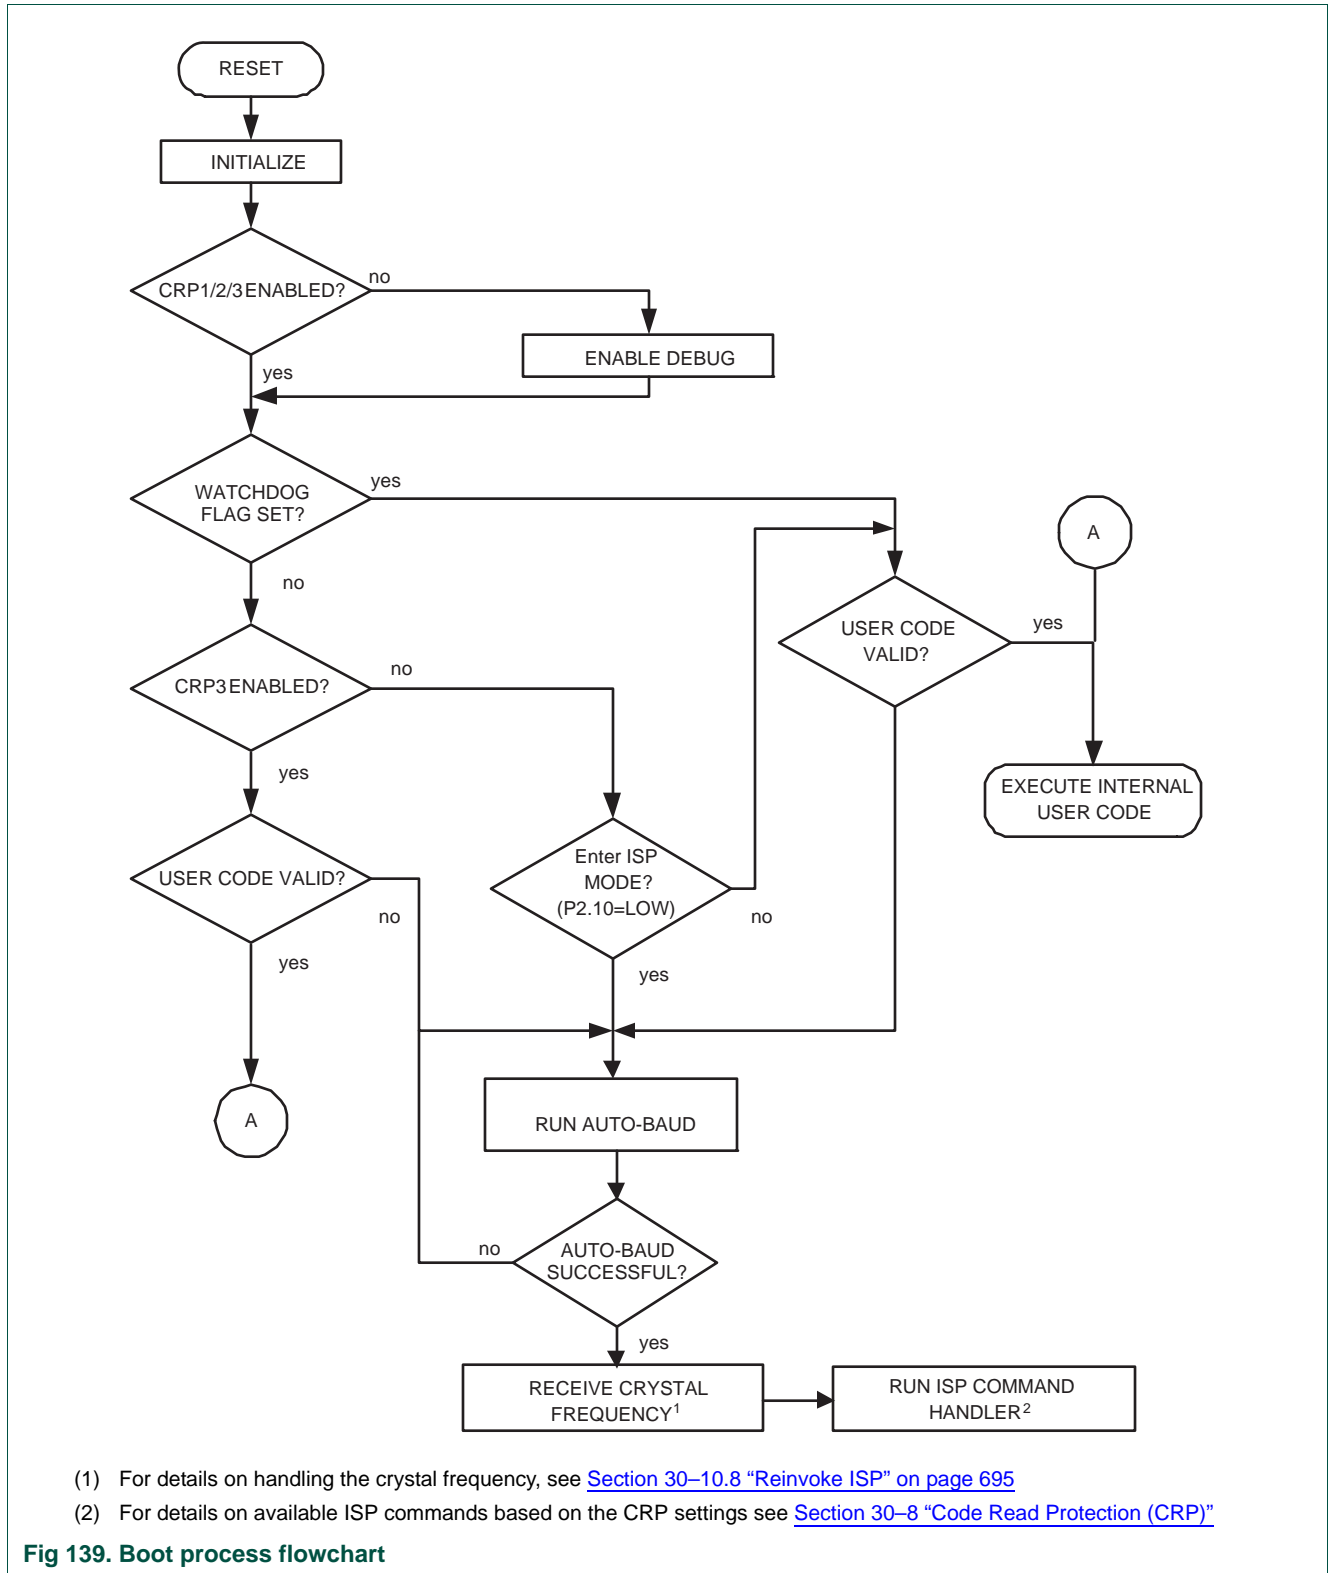 RESET
INITIALIZE
CRP1/2/3 ENABLED?
no
ENABLE DEBUG
yes
WATCHDOG
FLAG SET?
yes
no
A
USER CODE
VALID?
yes
CRP3 ENABLED?
no
yes
EXECUTE INTERNAL
USER CODE
USER CODE VALID?
no
yes
Enter ISP
MODE?
(P2.10=LOW)
no
yes
A
RUN AUTO-BAUD
AUTO-BAUD
SUCCESSFUL?
no
yes
RECEIVE CRYSTAL
FREQUENCY1
RUN ISP COMMAND
HANDLER2
(1) For details on handling the crystal frequency, see Section 30–10.8 “Reinvoke ISP” on page 695
(2) For details on available ISP commands based on the CRP settings see Section 30–8 “Code Read Protection (CRP)”
Fig 139. Boot process flowchart